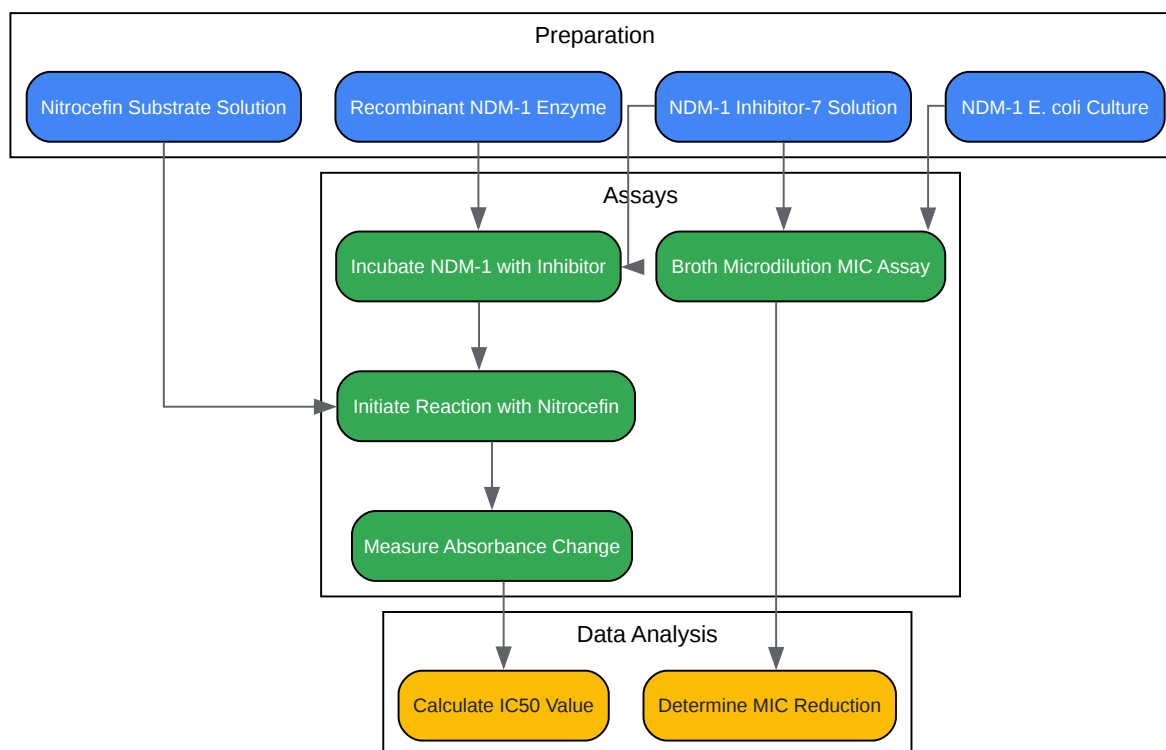 Preparation
Nitrocefin Substrate Solution
Recombinant NDM-1 Enzyme
NDM-1 Inhibitor-7 Solution
NDM-1 E. coli Culture
Assays
Incubate NDM-1 with Inhibitor
Broth Microdilution MIC Assay
Initiate Reaction with Nitrocefin
Measure Absorbance Change
Data Analysis
Calculate IC50 Value
Determine MIC Reduction